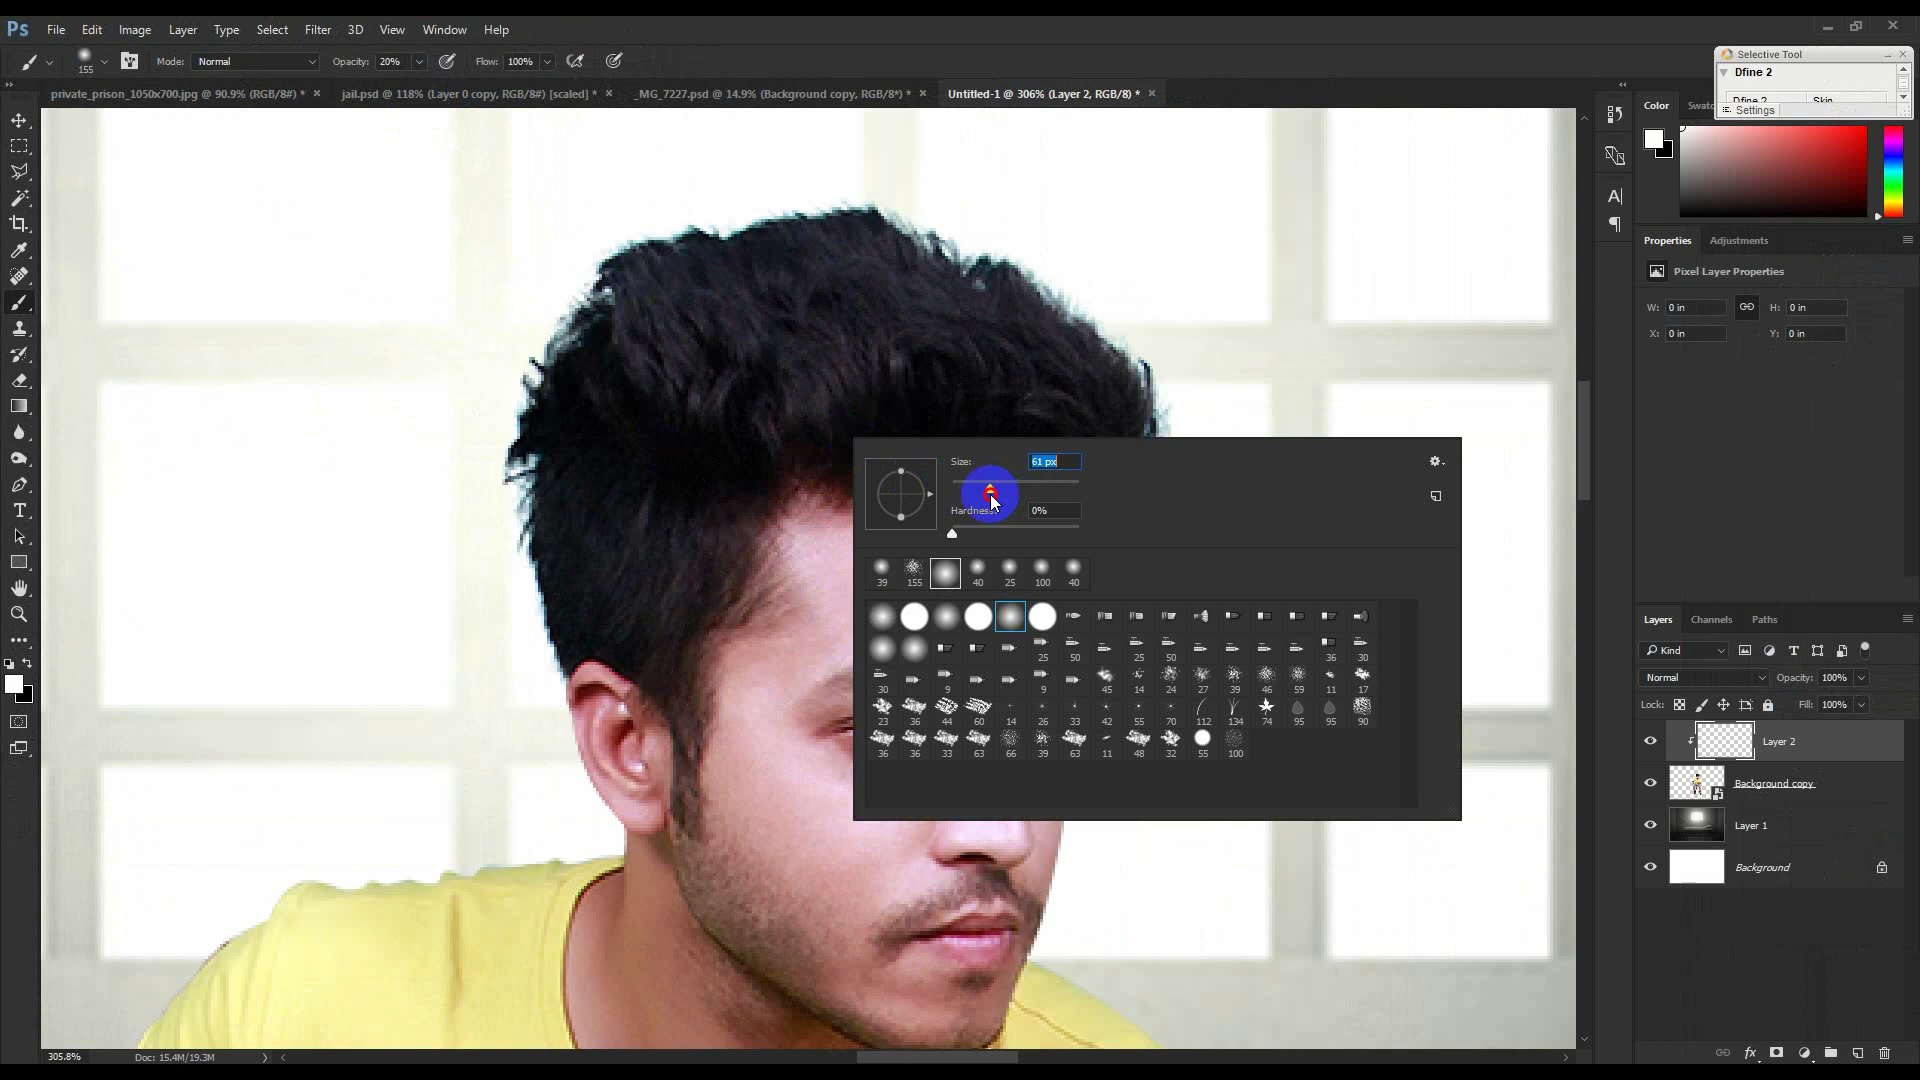 Ps File Edit Image Layer Type Select Filter 3D View Window Help
155 Mode: Normal Opacity: 20% Flow: 100%
Selective Tool
Dfine 2
Dfine 2 Skin
Settings
private_prison_1050x700.jpg @ 90.9% (RGB/8#) * jail.psd @ 118% (Layer 0 copy, RGB/8#) [scaled] * _MG_7227.psd @ 14.9% (Background copy, RGB/8*) * Untitled-1 @ 306% (Layer 2, RGB/8) *
Color Swatc
Properties Adjustments
Pixel Layer Properties
W: 0 in H: 0 in
X: 0 in Y: 0 in
Size: 61 px
Hardness: 0%
39 155 40 25 100 40
25 50 25 50 36 30
30 9 9 45 14 24 27 39 46 59 11 17
23 36 44 60 14 26 33 42 55 70 112 134 74 95 95 90
36 36 33 63 66 39 63 11 48 32 55 100
Layers Channels Paths
Kind
Normal Opacity: 100%
Lock: Fill: 100%
Layer 2
Background copy
Layer 1
Background
305.8% Doc: 15.4M/19.3M
fx